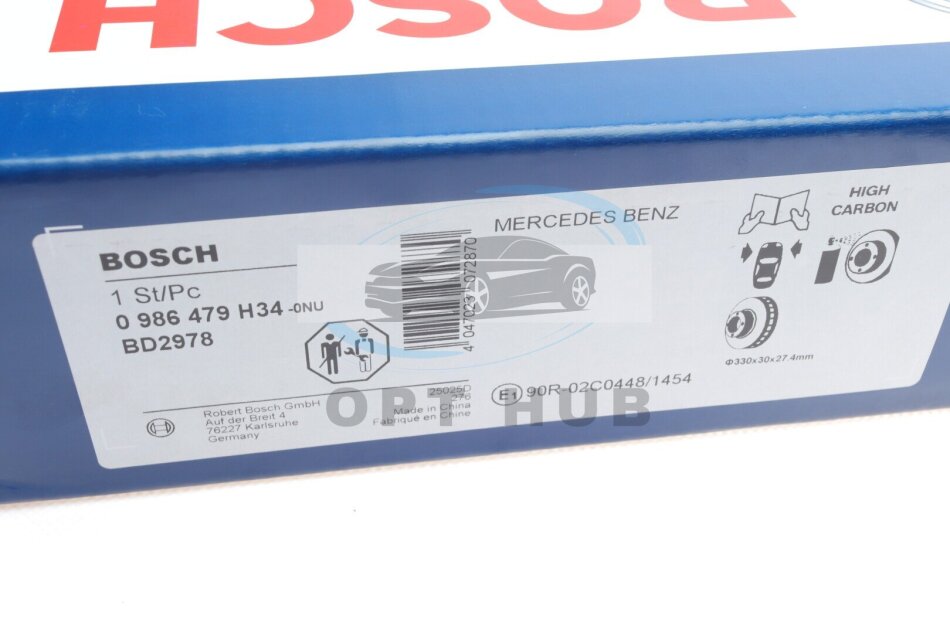 BOSCH
BOSCH
1 St/Pc
0 986 479 H34 -0NU
BD2978
MERCEDES BENZ
HIGH
CARBON
4 047023 072870
Φ330x30x27.4mm
Robert Bosch GmbH
Auf der Breit 4
76227 Karlsruhe
Germany
25025D
276
Made in China
Fabriqué en Chine
E1 90R-02C0448/1454
OPT HUB